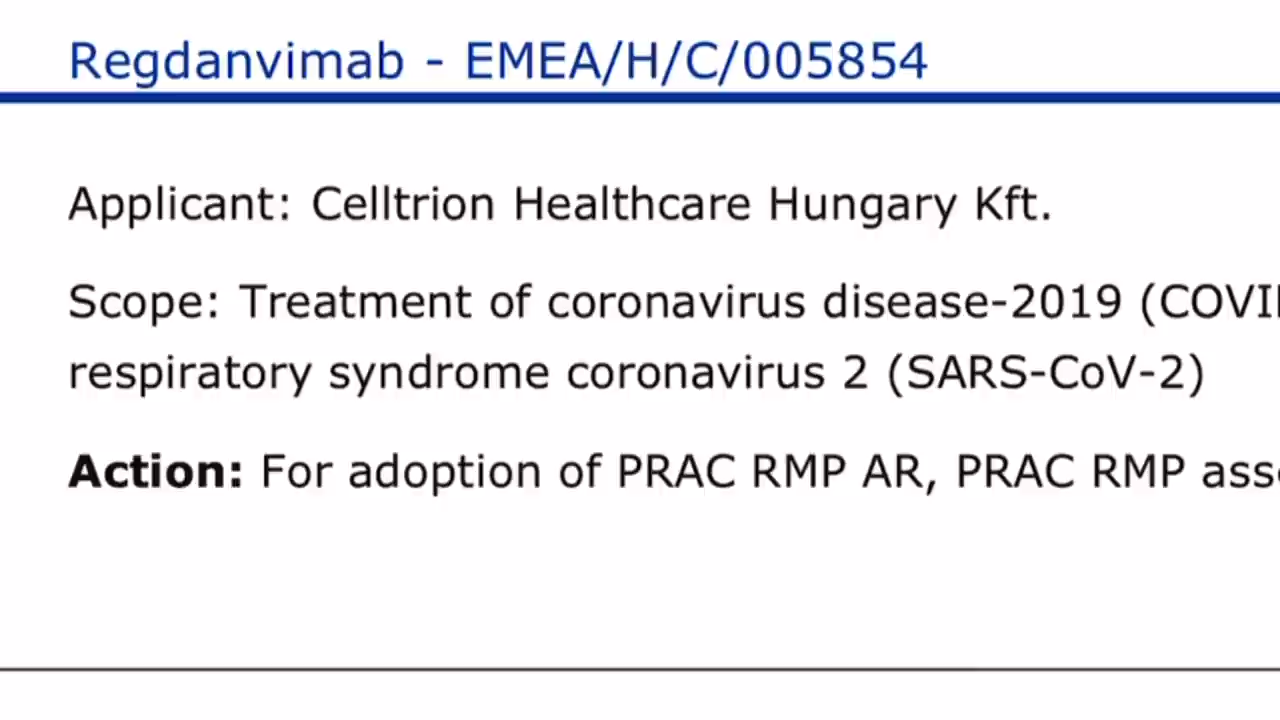 Regdanvimab - EMEA/H/C/005854
Applicant: Celltrion Healthcare Hungary Kft.
Scope: Treatment of coronavirus disease-2019
respiratory syndrome coronavirus 2 (SARS-CoV-2)
Action: For adoption of PRAC RMP AR, PRAC RMP